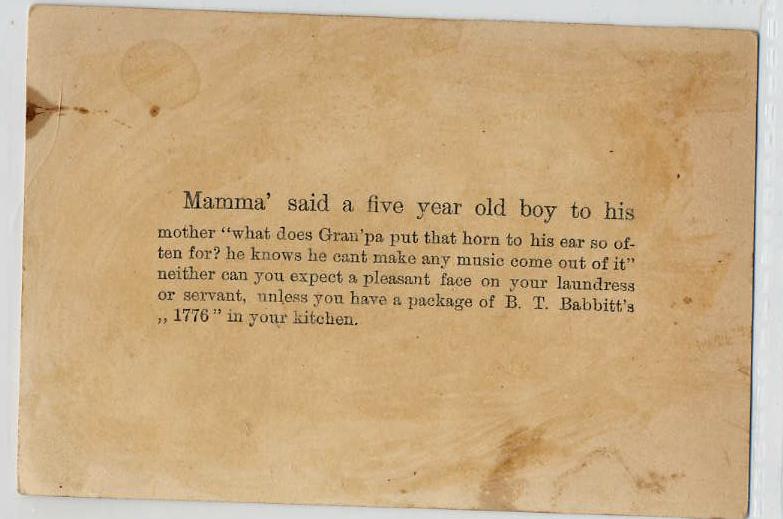 Mamma' said a five year old boy to his
mother "what does Gran'pa put that horn to his ear so of-
ten for? he knows he cant make any music come out of it"
neither can you expect a pleasant face on your laundress
or servant, unless you have a package of B. T. Babbitt's
„ 1776 " in your kitchen.